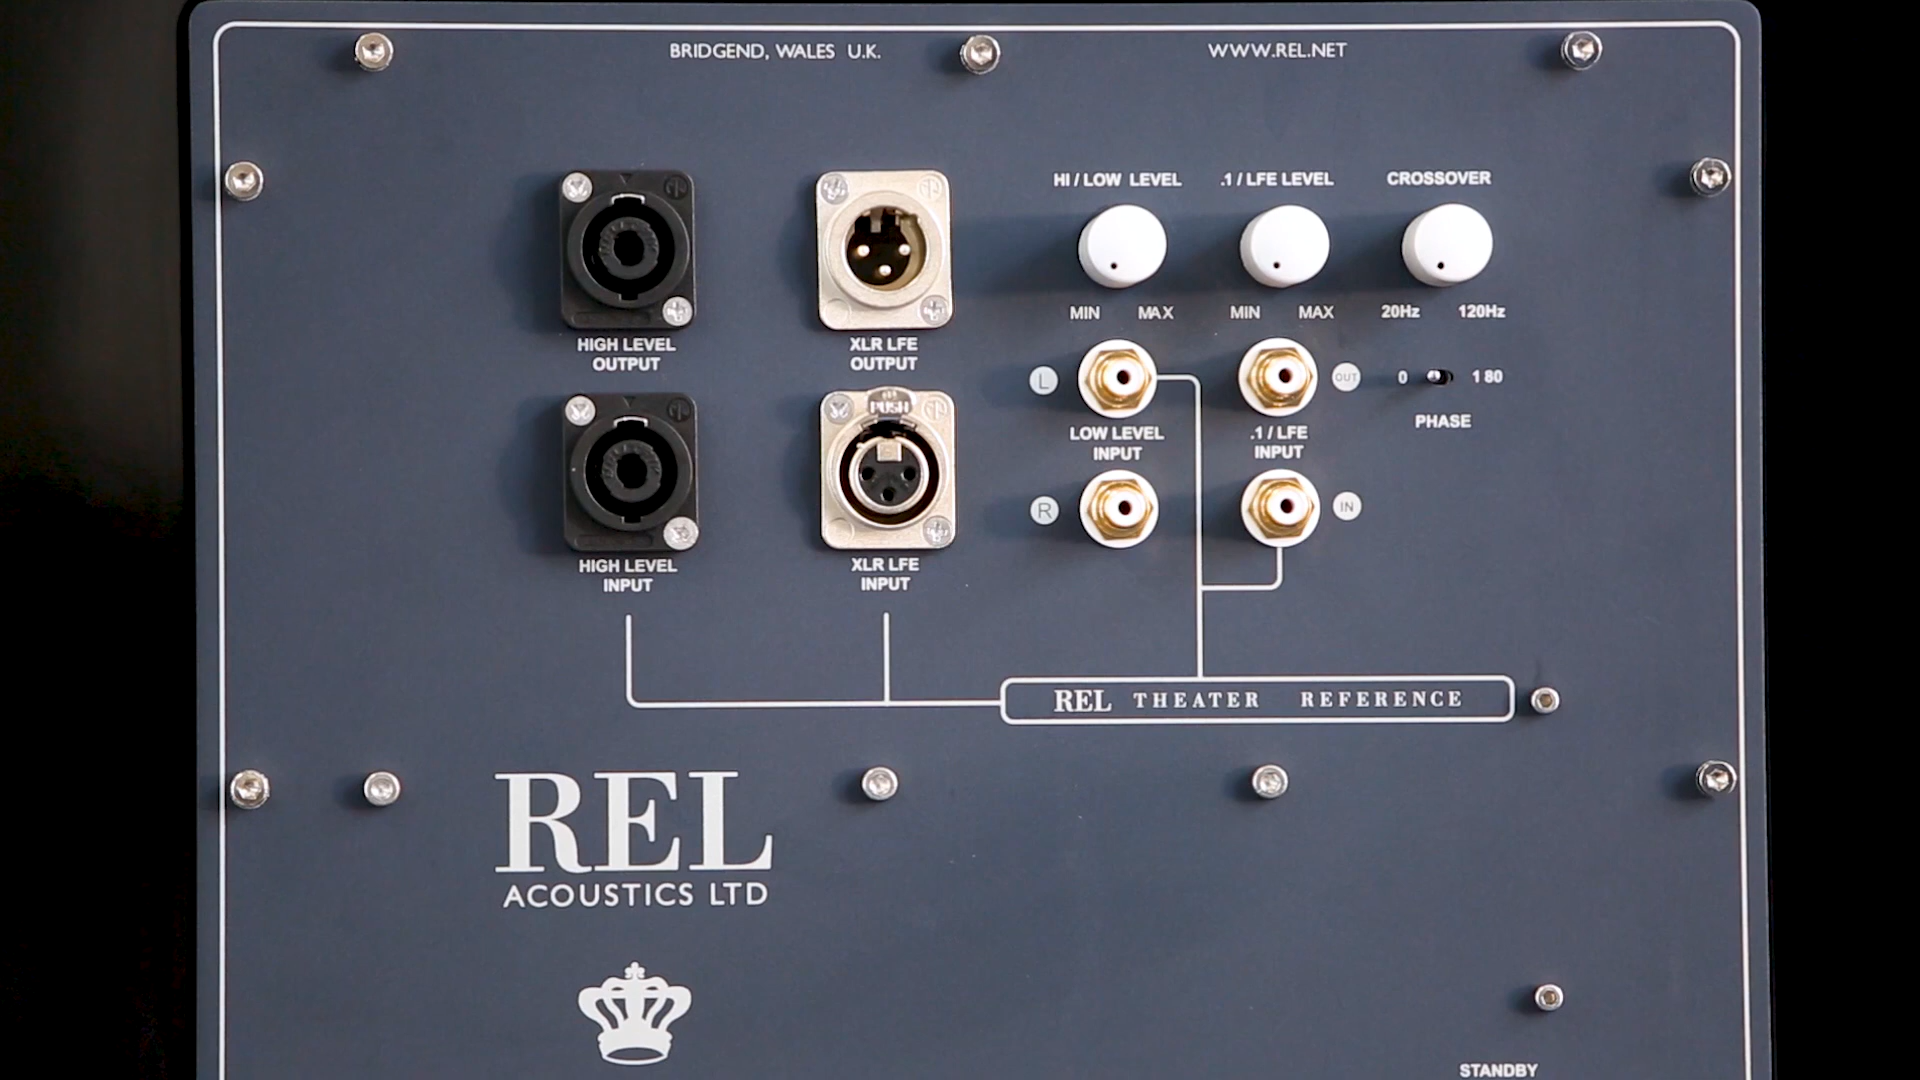 BRIDGEND, WALES U.K.
WWW.REL.NET
HI / LOW LEVEL
.1 / LFE LEVEL
CROSSOVER
MIN
MAX
MIN
MAX
20Hz
120Hz
HIGH LEVEL
OUTPUT
XLR LFE
OUTPUT
L
OUT
0
180
PHASE
PUSH
LOW LEVEL
INPUT
.1 / LFE
INPUT
R
IN
HIGH LEVEL
INPUT
XLR LFE
INPUT
REL THEATER REFERENCE
REL
ACOUSTICS LTD
STANDBY